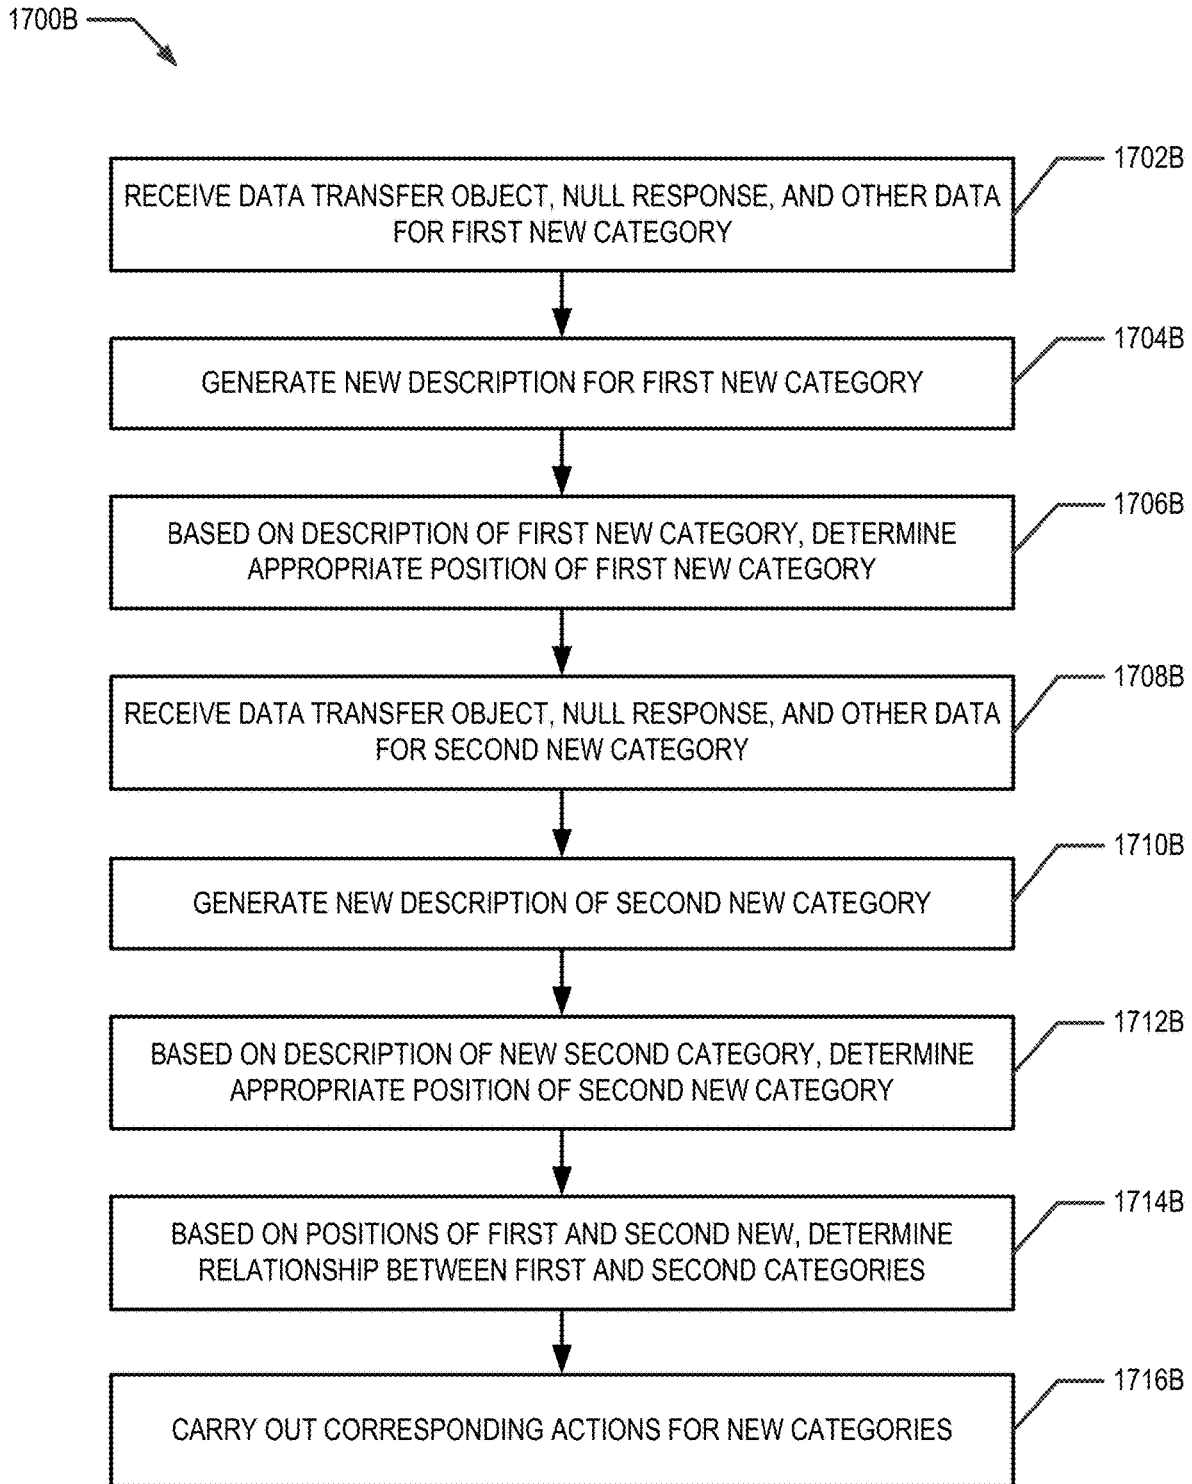 1700B
1702B
RECEIVE DATA TRANSFER OBJECT, NULL RESPONSE, AND OTHER DATA
FOR FIRST NEW CATEGORY
1704B
GENERATE NEW DESCRIPTION FOR FIRST NEW CATEGORY
1706B
BASED ON DESCRIPTION OF FIRST NEW CATEGORY, DETERMINE
APPROPRIATE POSITION OF FIRST NEW CATEGORY
1708B
RECEIVE DATA TRANSFER OBJECT, NULL RESPONSE, AND OTHER DATA
FOR SECOND NEW CATEGORY
1710B
GENERATE NEW DESCRIPTION OF SECOND NEW CATEGORY
1712B
BASED ON DESCRIPTION OF NEW SECOND CATEGORY, DETERMINE
APPROPRIATE POSITION OF SECOND NEW CATEGORY
1714B
BASED ON POSITIONS OF FIRST AND SECOND NEW, DETERMINE
RELATIONSHIP BETWEEN FIRST AND SECOND CATEGORIES
1716B
CARRY OUT CORRESPONDING ACTIONS FOR NEW CATEGORIES